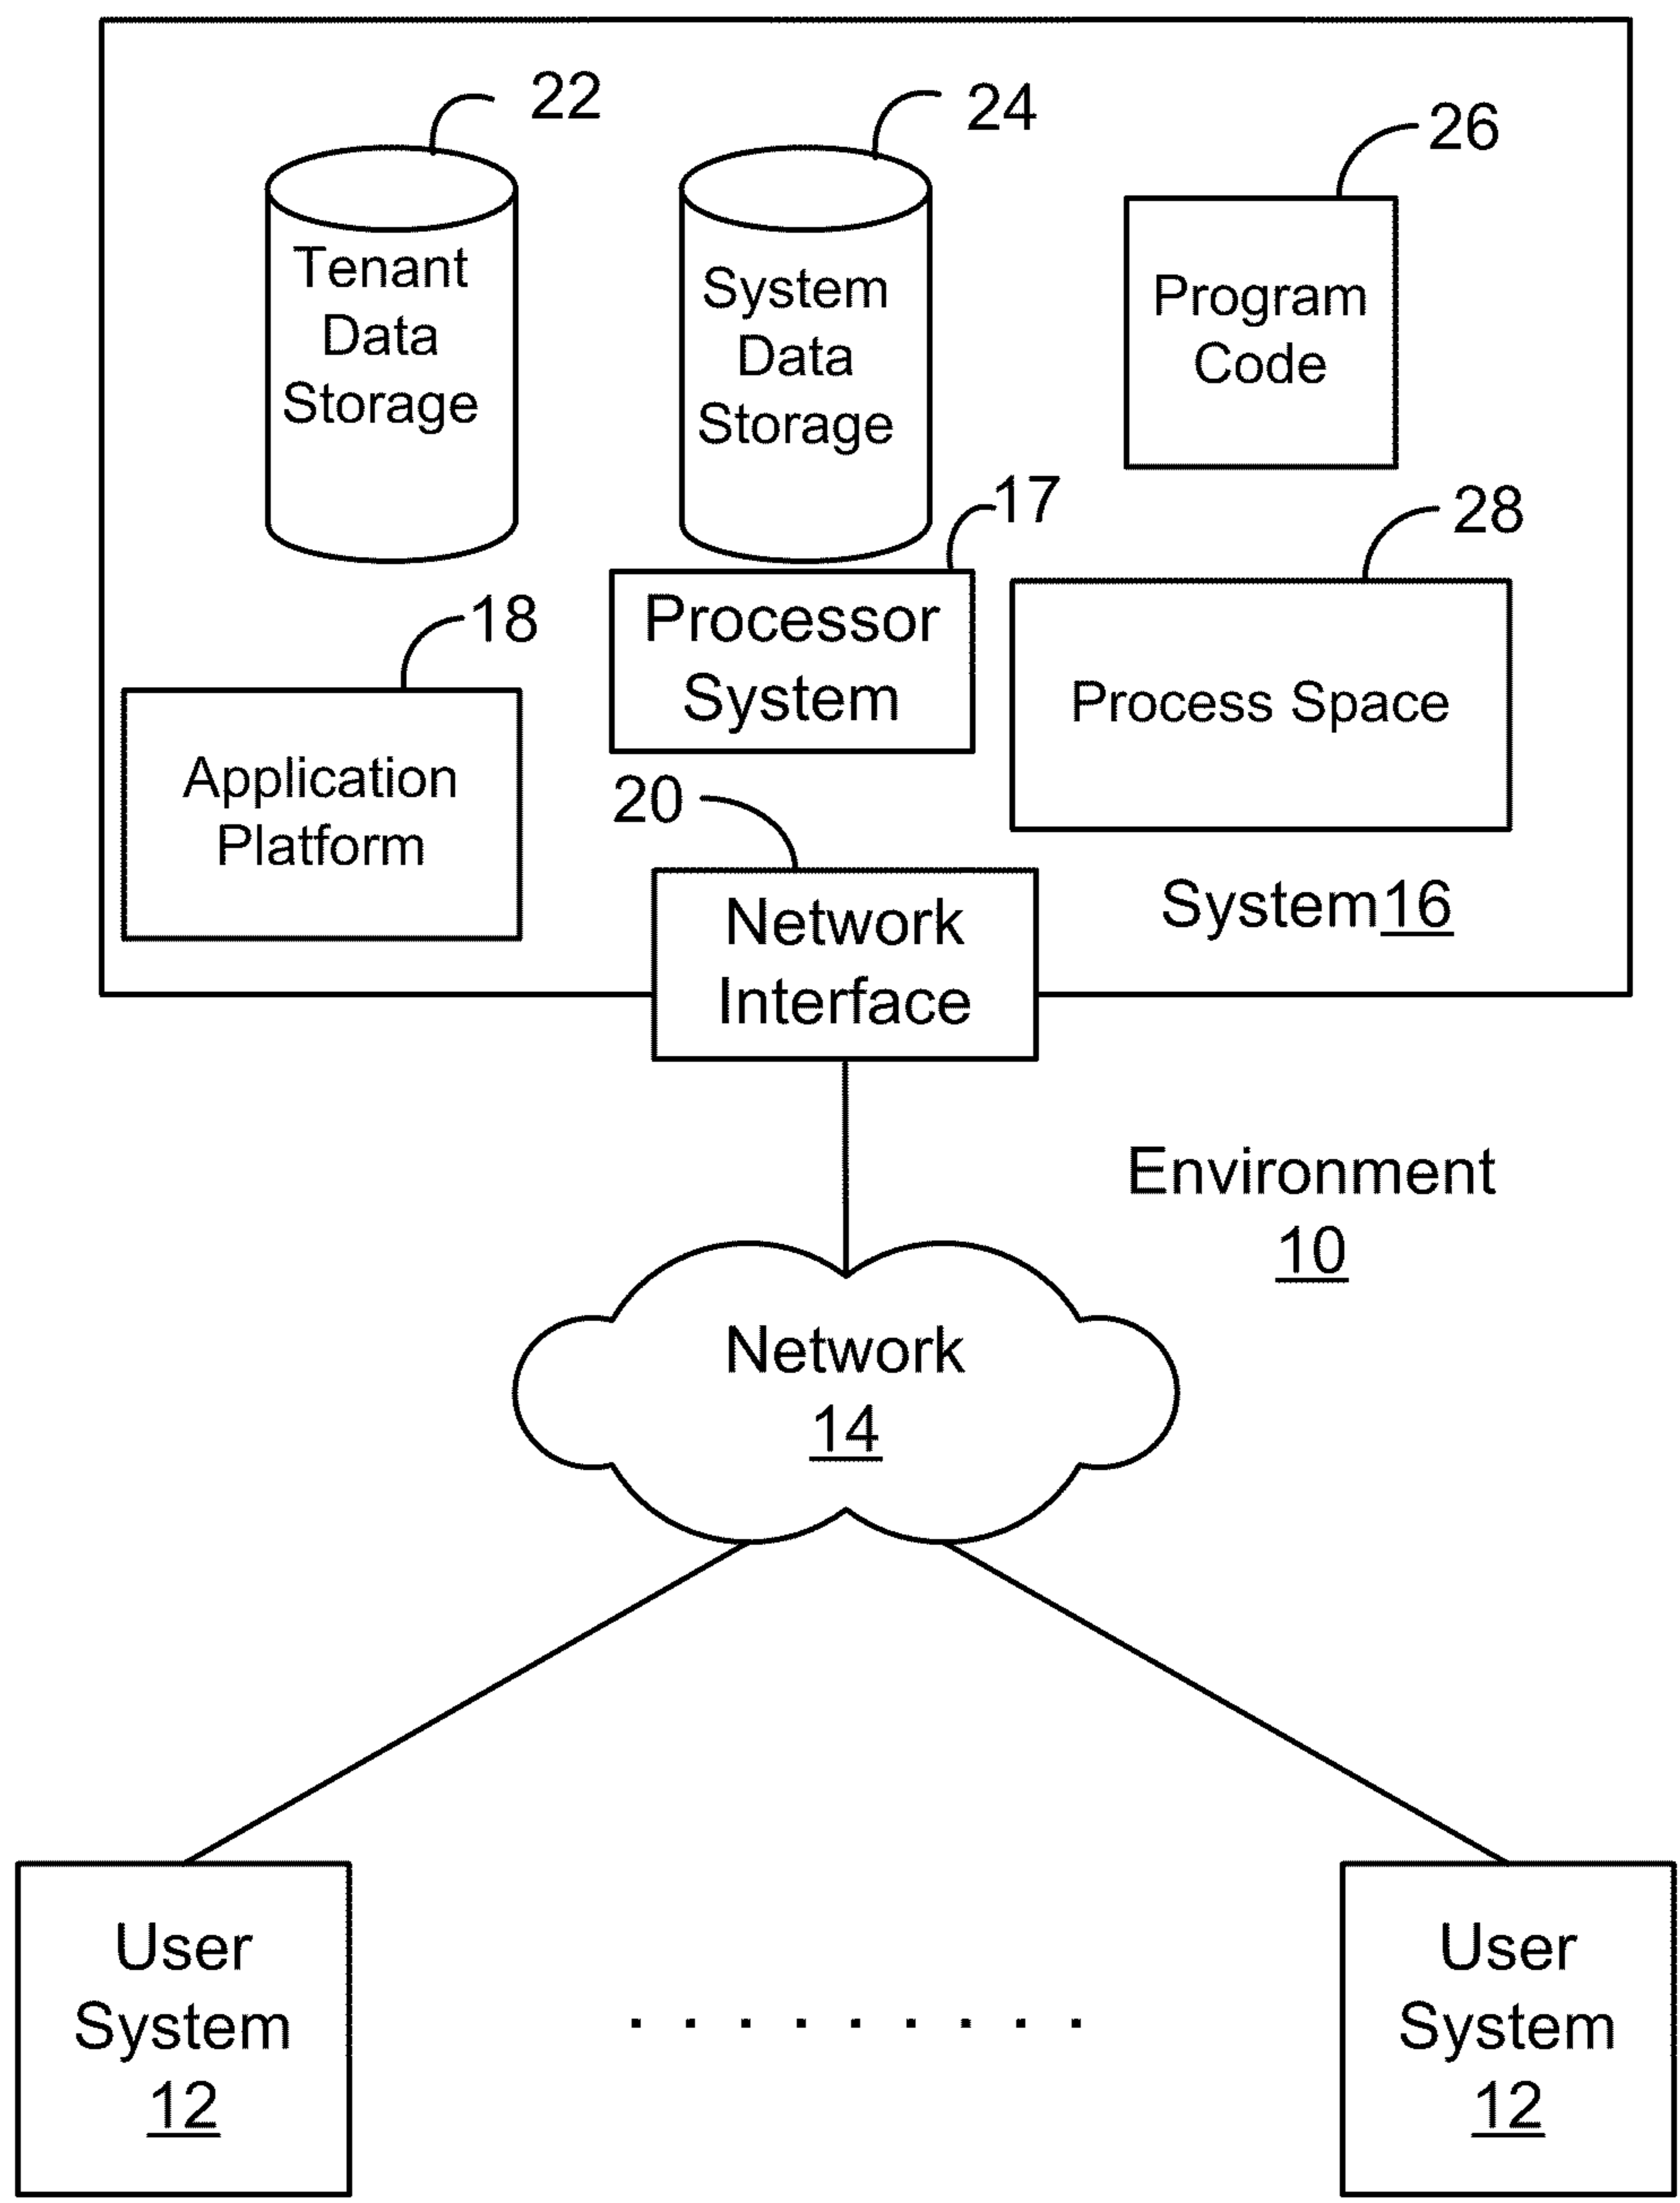 22
Tenant
Data
Storage
24
System
Data
Storage
26
Program
Code
17
Processor
System
28
Process Space
18
Application
Platform
20
Network
Interface
System16
Environment
10
Network
14
User
System
12
User
System
12